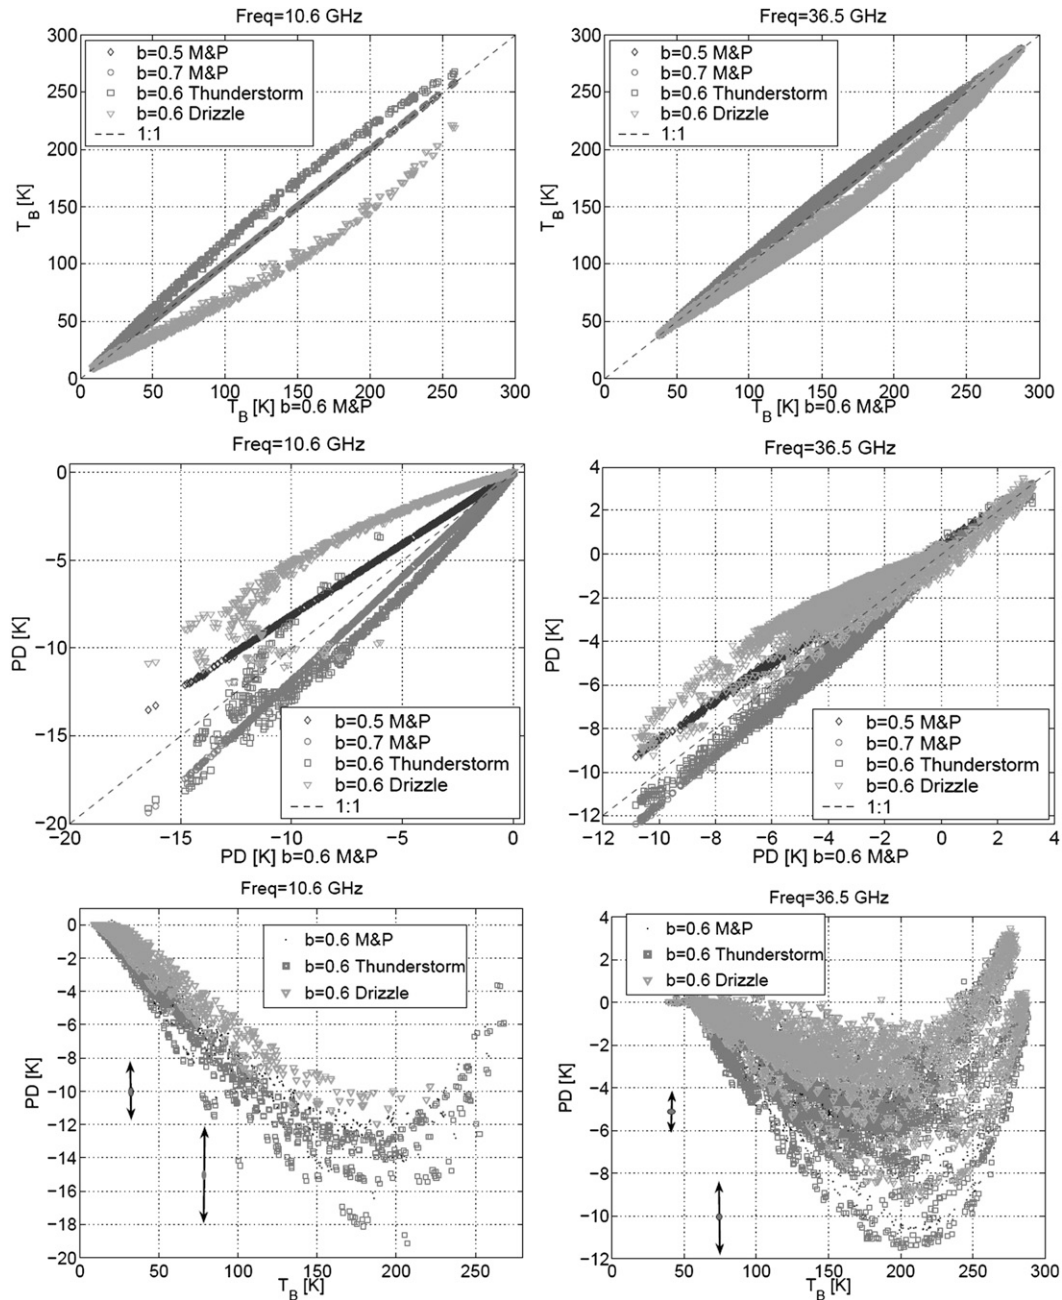 Freq=10.6 GHz
300
250
200
150
100
50
0
T_B [K]
b=0.5 M&P
b=0.7 M&P
b=0.6 Thunderstorm
b=0.6 Drizzle
1:1
0 50 100 150 200 250 300
T_B [K] b=0.6 M&P
Freq=36.5 GHz
300
250
200
150
100
50
0
T_B [K]
b=0.5 M&P
b=0.7 M&P
b=0.6 Thunderstorm
b=0.6 Drizzle
1:1
50 100 150 200 250 300
T_B [K] b=0.6 M&P
Freq=10.6 GHz
0
−5
−10
−15
−20
PD [K]
b=0.5 M&P
b=0.7 M&P
b=0.6 Thunderstorm
b=0.6 Drizzle
1:1
−20 −15 −10 −5 0
PD [K] b=0.6 M&P
Freq=36.5 GHz
4
2
0
−2
−4
−6
−8
−10
−12
PD [K]
b=0.5 M&P
b=0.7 M&P
b=0.6 Thunderstorm
b=0.6 Drizzle
1:1
−12 −10 −8 −6 −4 −2 0 2 4
PD [K] b=0.6 M&P
Freq=10.6 GHz
0
−2
−4
−6
−8
−10
−12
−14
−16
−18
−20
PD [K]
b=0.6 M&P
b=0.6 Thunderstorm
b=0.6 Drizzle
0 50 100 150 200 250
T_B [K]
Freq=36.5 GHz
4
2
0
−2
−4
−6
−8
−10
−12
PD [K]
b=0.6 M&P
b=0.6 Thunderstorm
b=0.6 Drizzle
0 50 100 150 200 250 300
T_B [K]